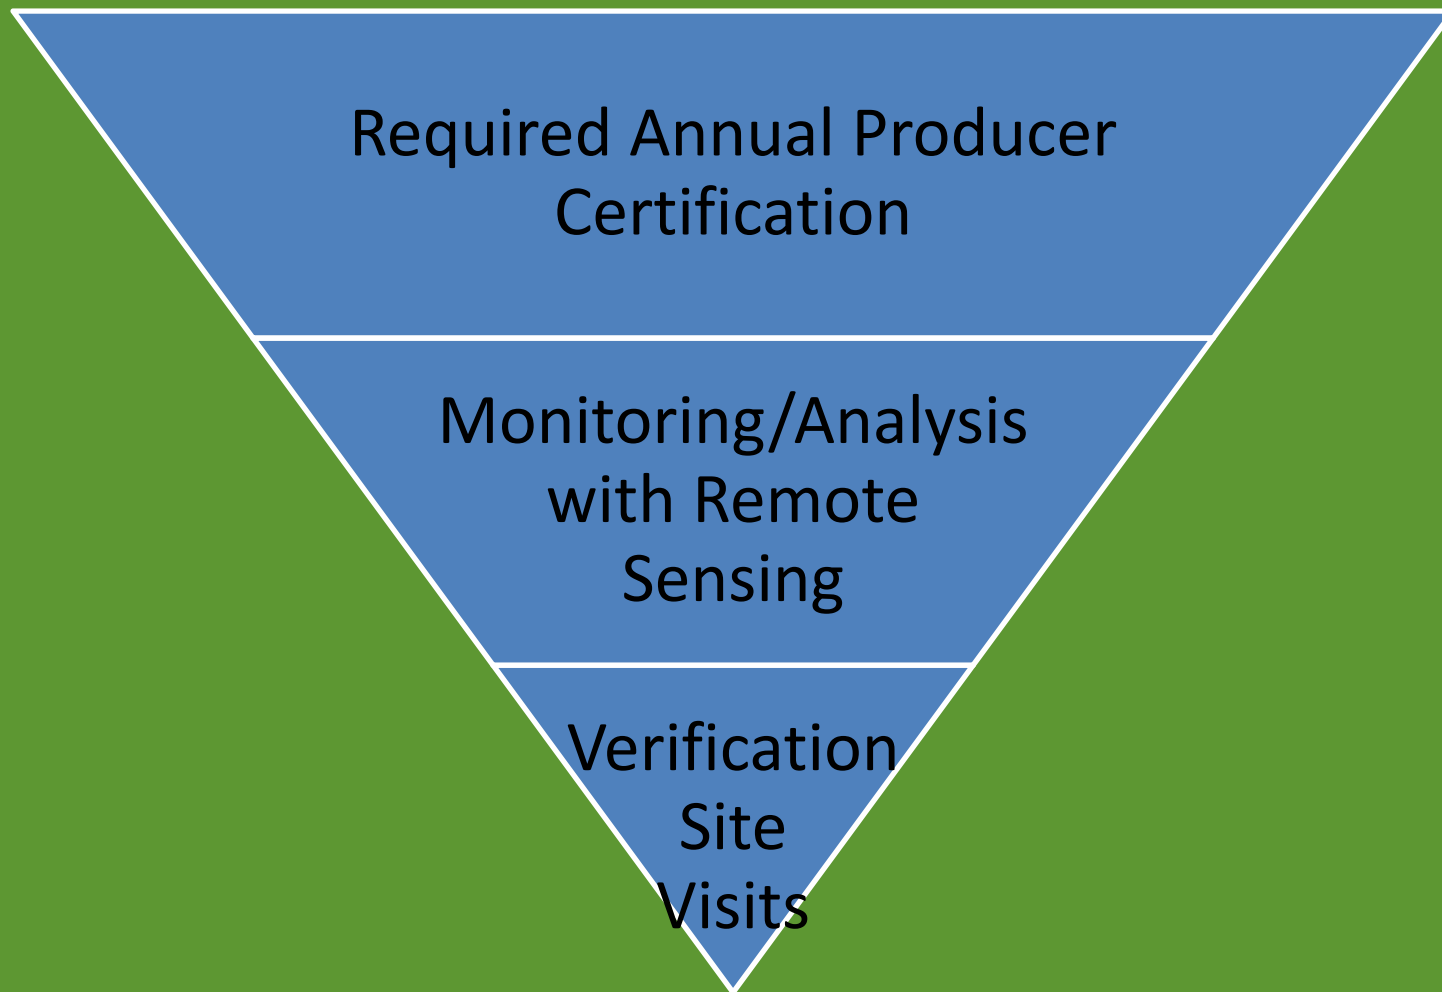 Required Annual Producer
Certification
Monitoring/Analysis
with Remote
Sensing
Verification
Site
Visits